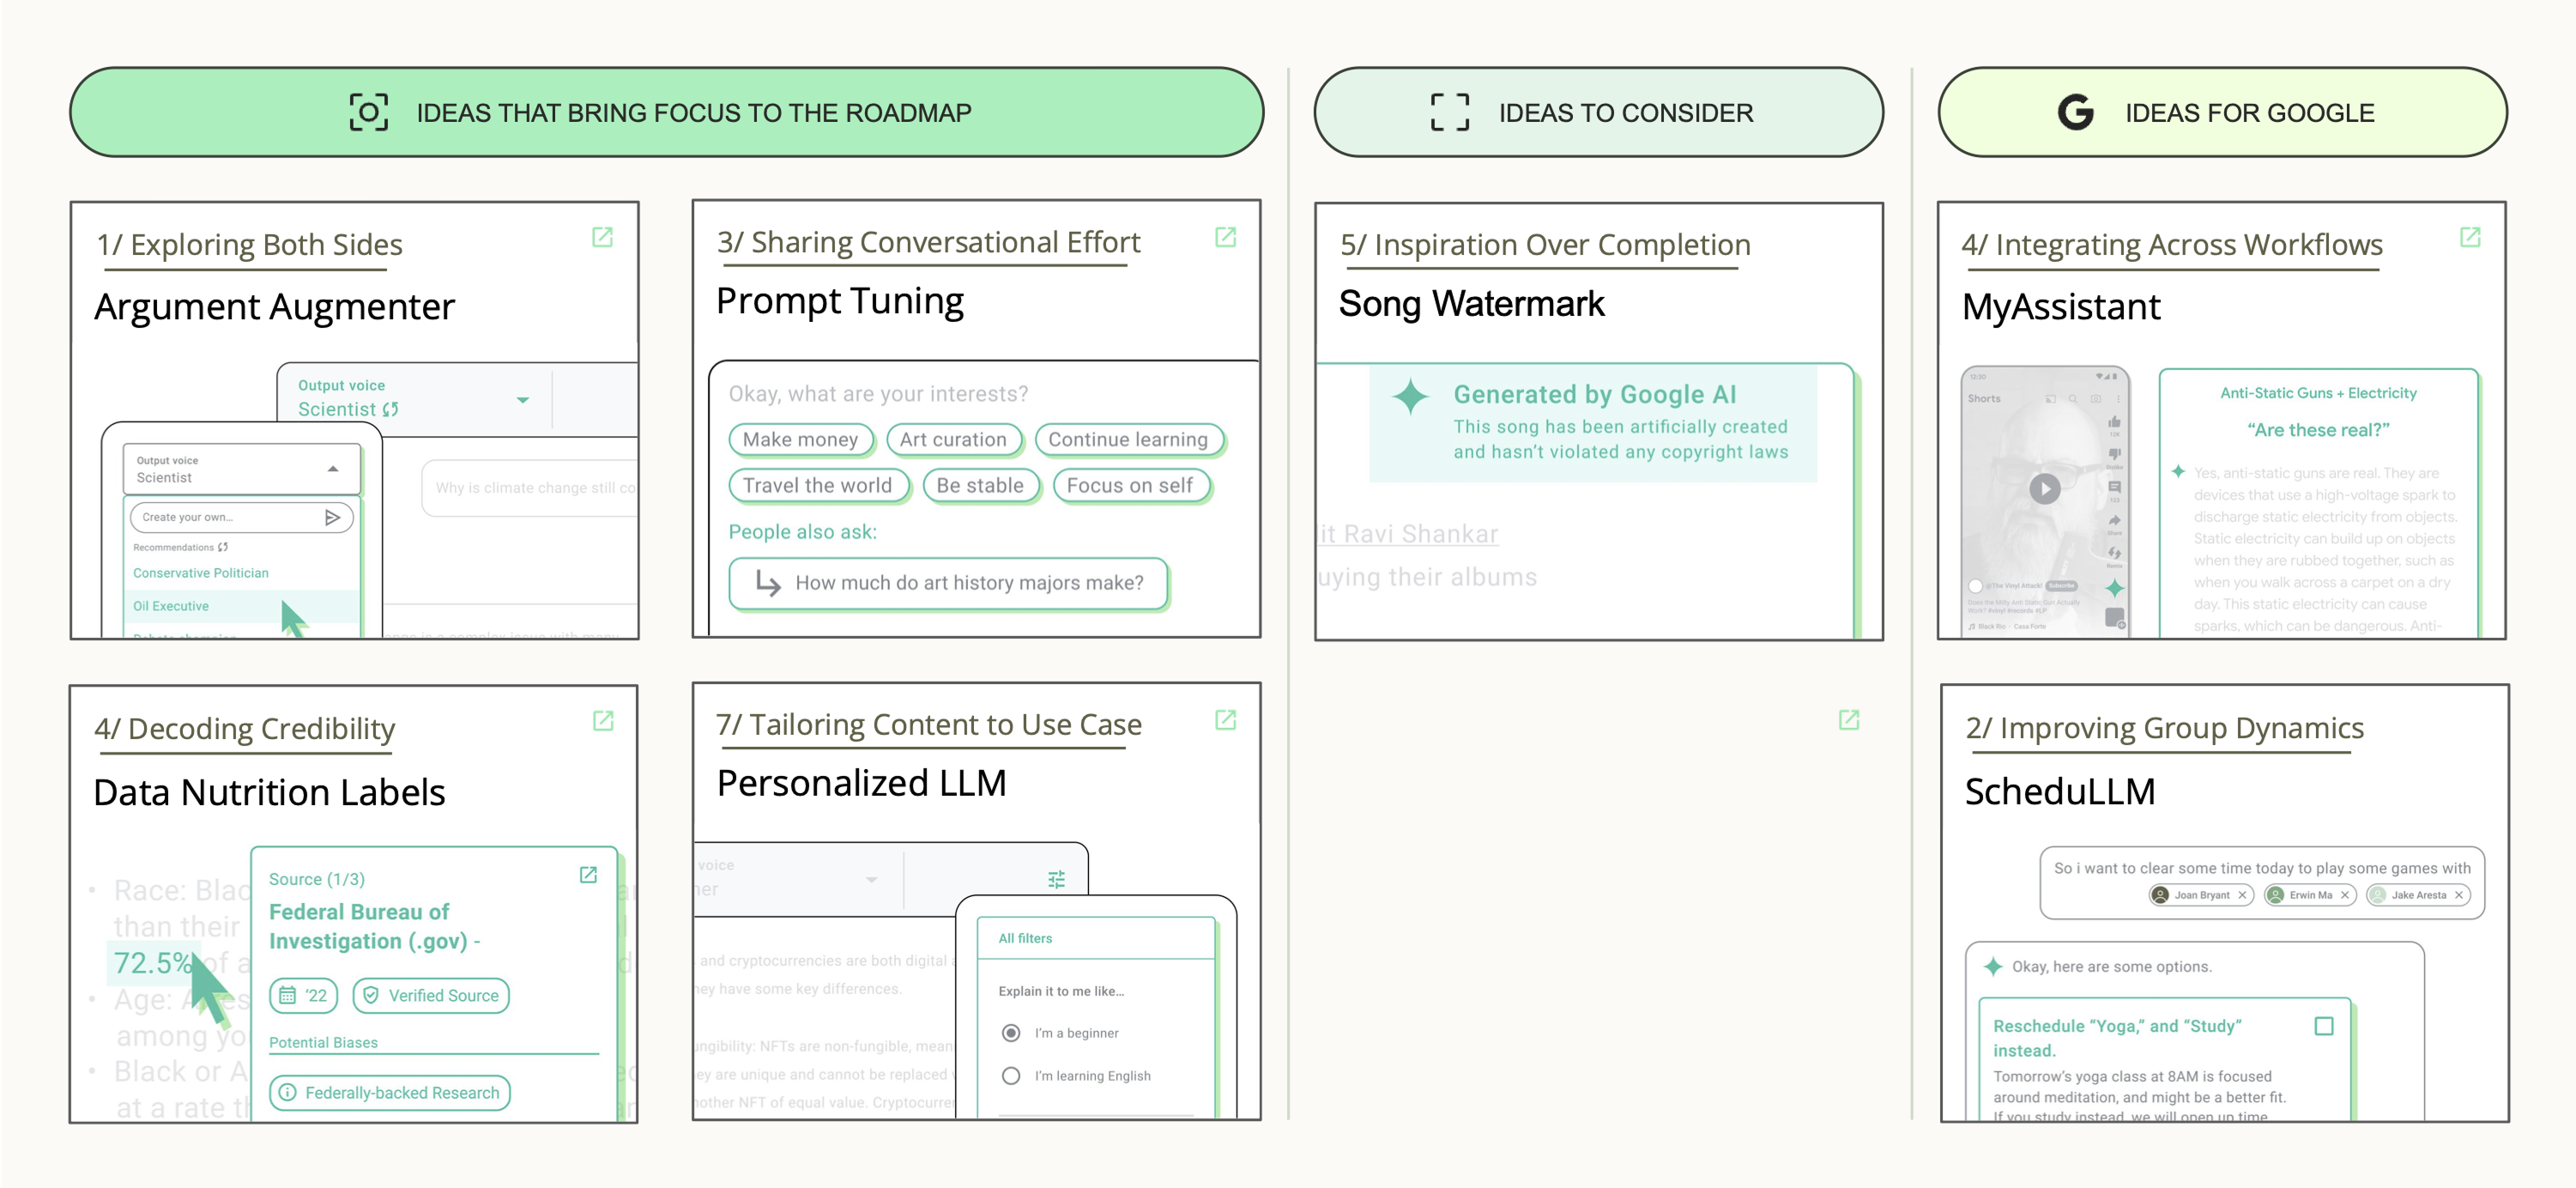 IDEAS THAT BRING FOCUS TO THE ROADMAP
IDEAS TO CONSIDER
IDEAS FOR GOOGLE
1/ Exploring Both Sides
Argument Augmenter
Output voice
Scientist
Output voice
Scientist
Create your own...
Recommendations
Conservative Politician
Oil Executive
Why is climate change still
3/ Sharing Conversational Effort
Prompt Tuning
Okay, what are your interests?
Make money
Art curation
Continue learning
Travel the world
Be stable
Focus on self
People also ask:
How much do art history majors make?
5/ Inspiration Over Completion
Song Watermark
Generated by Google AI
This song has been artificially created
and hasn't violated any copyright laws
Ravi Shankar
their albums
4/ Integrating Across Workflows
MyAssistant
12:30
Shorts
Dislike
Share
@The Vinyl Attack!
Subscribe
Black Rio - Casa Forte
Anti-Static Guns + Electricity
“Are these real?”
Yes, anti-static guns are real. They are
devices that use a high-voltage spark to
discharge static electricity from objects.
Static electricity can build up on objects
when they are rubbed together, such as
when you walk across a carpet on a dry
day. This static electricity can cause
sparks, which can be dangerous. Anti-
4/ Decoding Credibility
Data Nutrition Labels
• Race:
than their
72.5% of
• Age:
among
• Black or
at a rate
Source (1/3)
Federal Bureau of
Investigation (.gov) -
’22
Verified Source
Potential Biases
Federally-backed Research
7/ Tailoring Content to Use Case
Personalized LLM
voice
and cryptocurrencies are both digital
have some key differences.
NFTs are non-fungible,
are unique and cannot be replaced
NFT of equal value.
All filters
Explain it to me like...
I'm a beginner
I'm learning English
2/ Improving Group Dynamics
ScheduLLM
So i want to clear some time today to play some games with
Joan Bryant
Erwin Ma
Jake Aresta
Okay, here are some options.
Reschedule “Yoga,” and “Study”
instead.
Tomorrow's yoga class at 8AM is focused
around meditation, and might be a better fit.
If you study instead, we will open up time